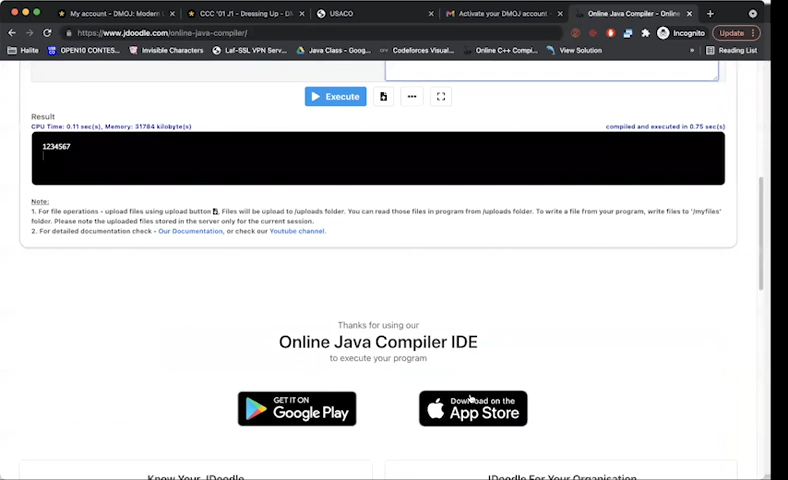 My account - DMOJ: Modern
CCC '01 J1 - Dressing Up - DM
USACO
Activate your DMOJ account -
Online Java Compiler - Online
https://www.jdoodle.com/online-java-compiler/
Incognito
Update
Halite
OPEN10 CONTES...
Invisible Characters
Laf-SSL VPN Serv...
Java Class - Goog...
Codeforces Visual...
Online C++ Compi...
View Solution
»
Reading List
Execute
Result
CPU Time: 0.11 sec(s), Memory: 31784 kilobyte(s)
compiled and executed in 0.75 sec(s)
1234567
Note:
1. For file operations - upload files using upload button , Files will be upload to /uploads folder. You can read those files in program from /uploads folder. To write a file from your program, write files to '/myfiles'
folder. Please note the uploaded files stored in the server only for the current session.
2. For detailed documentation check - Our Documentation, or check our Youtube channel.
Thanks for using our
Online Java Compiler IDE
to execute your program
GET IT ON
Google Play
Download on the
App Store
Know Your JDoodle
JDoodle For Your Organisation